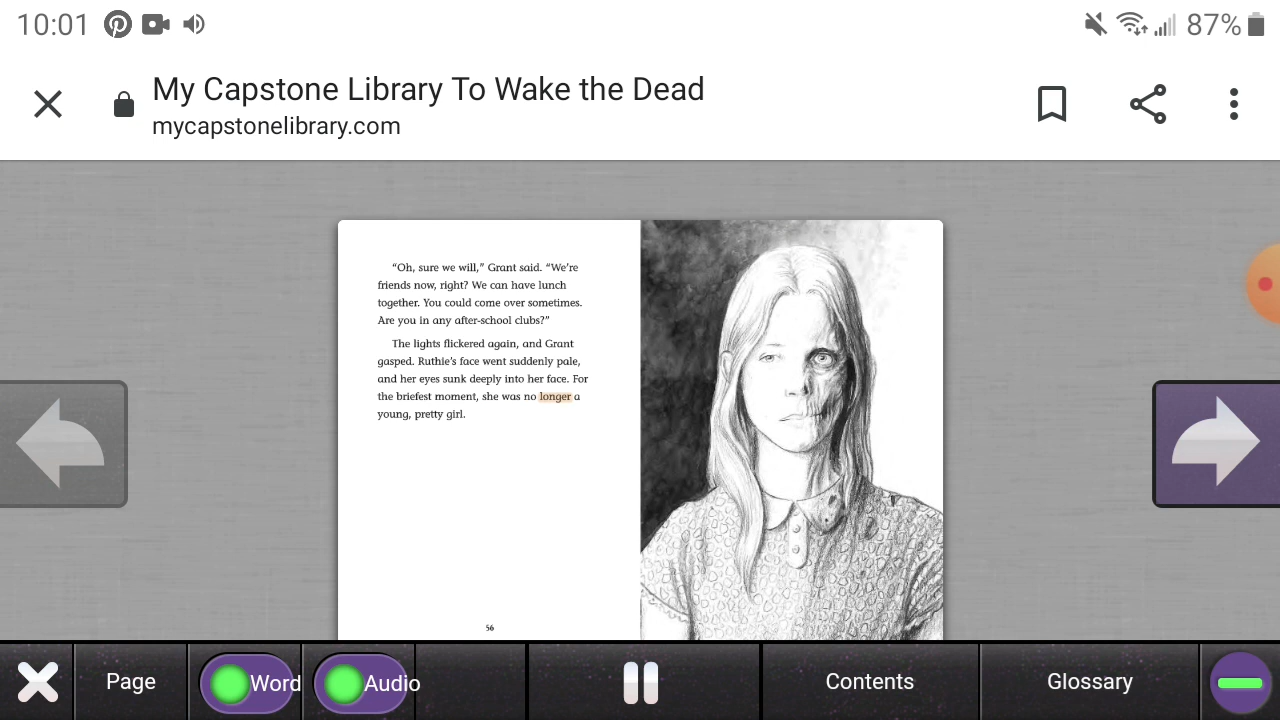 10:01
87%
My Capstone Library To Wake the Dead
mycapstonelibrary.com
“Oh, sure we will,” Grant said. “We’re
friends now, right? We can have lunch
together. You could come over sometimes.
Are you in any after-school clubs?”
The lights flickered again, and Grant
gasped. Ruthie’s face went suddenly pale,
and her eyes sunk deeply into her face. For
the briefest moment, she was no longer a
young, pretty girl.
56
Page
Word
Audio
Contents
Glossary